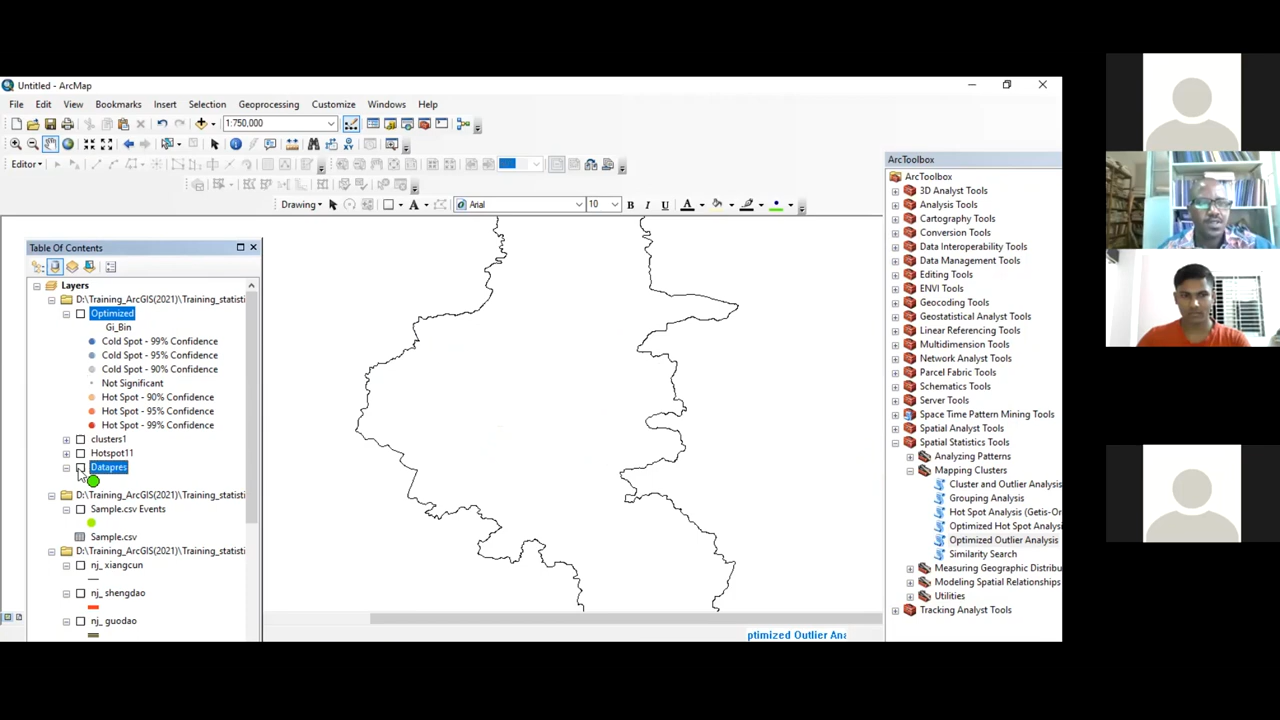 Untitled - ArcMap
File Edit View Bookmarks Insert Selection Geoprocessing Customize Windows Help
1:750,000
Editor
Drawing
A Arial 10 B I U A
Table Of Contents
Layers
D:\Training_ArcGIS(2021)\Training_statisti
Optimized
Gi_Bin
Cold Spot - 99% Confidence
Cold Spot - 95% Confidence
Cold Spot - 90% Confidence
Not Significant
Hot Spot - 90% Confidence
Hot Spot - 95% Confidence
Hot Spot - 99% Confidence
clusters1
Hotspot11
Datapres
D:\Training_ArcGIS(2021)\Training_statisti
Sample.csv Events
Sample.csv
D:\Training_ArcGIS(2021)\Training_statisti
nj_ xiangcun
nj_ shengdao
nj_ guodao
ptimized Outlier Ana
ArcToolbox
ArcToolbox
3D Analyst Tools
Analysis Tools
Cartography Tools
Conversion Tools
Data Interoperability Tools
Data Management Tools
Editing Tools
ENVI Tools
Geocoding Tools
Geostatistical Analyst Tools
Linear Referencing Tools
Multidimension Tools
Network Analyst Tools
Parcel Fabric Tools
Schematics Tools
Server Tools
Space Time Pattern Mining Tools
Spatial Analyst Tools
Spatial Statistics Tools
Analyzing Patterns
Mapping Clusters
Cluster and Outlier Analysis
Grouping Analysis
Hot Spot Analysis (Getis-Or
Optimized Hot Spot Analysi
Optimized Outlier Analysis
Similarity Search
Measuring Geographic Distribu
Modeling Spatial Relationships
Utilities
Tracking Analyst Tools